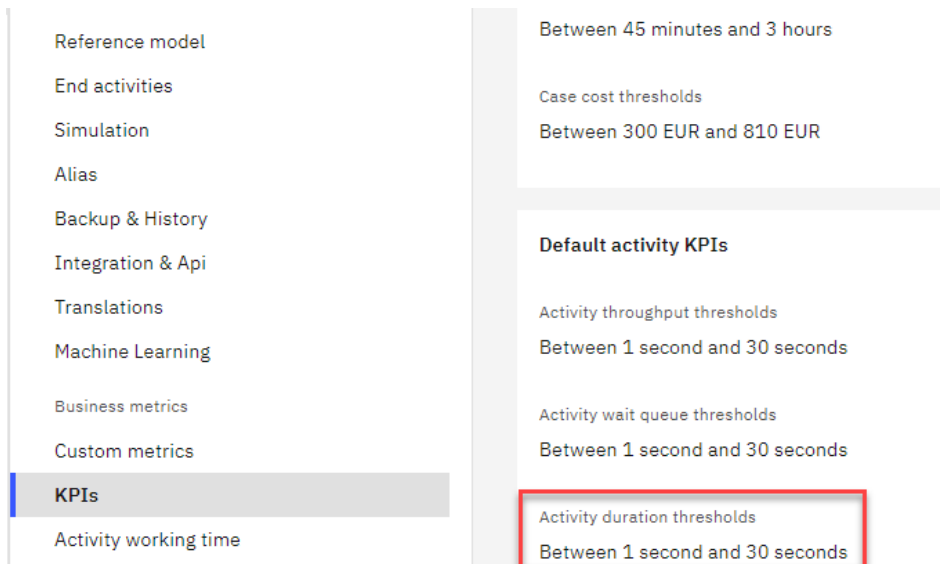 Reference model
End activities
Simulation
Alias
Backup & History
Integration & Api
Translations
Machine Learning
Business metrics
Custom metrics
KPIs
Activity working time
Between 45 minutes and 3 hours
Case cost thresholds
Between 300 EUR and 810 EUR
Default activity KPIs
Activity throughput thresholds
Between 1 second and 30 seconds
Activity wait queue thresholds
Between 1 second and 30 seconds
Activity duration thresholds
Between 1 second and 30 seconds